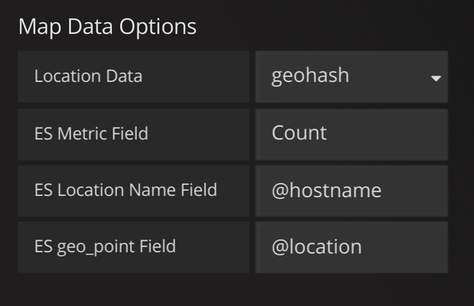 Map Data Options
Location Data geohash
ES Metric Field Count
ES Location Name Field @hostname
ES geo_point Field @location